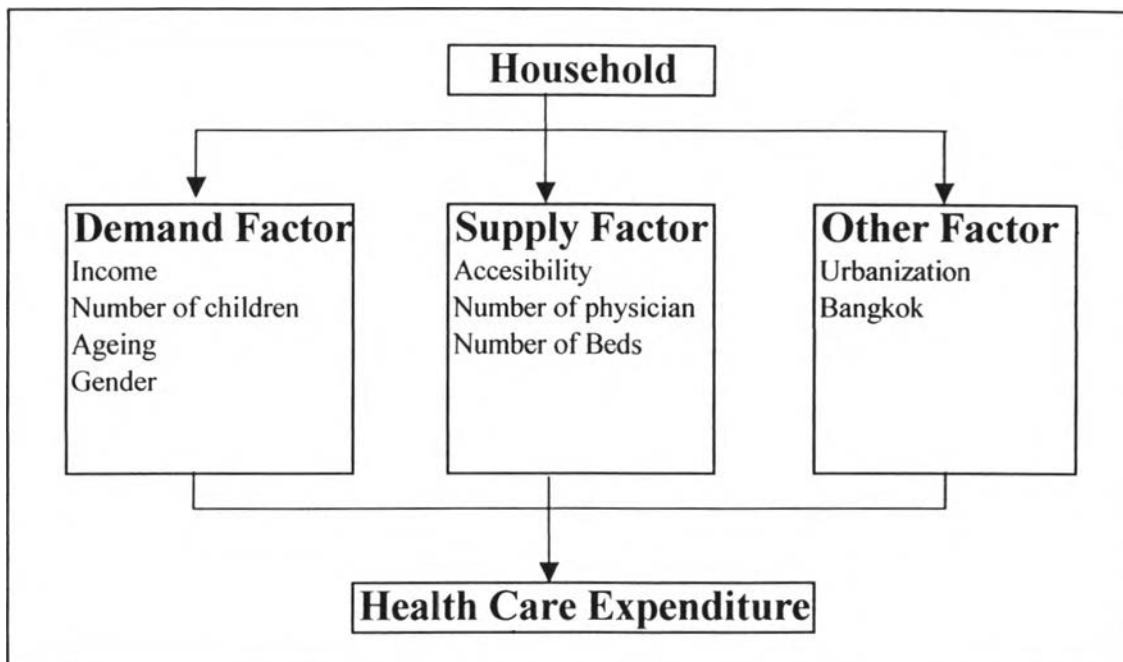 Household
Demand Factor
Income
Number of children
Ageing
Gender
Supply Factor
Accesibility
Number of physician
Number of Beds
Other Factor
Urbanization
Bangkok
Health Care Expenditure